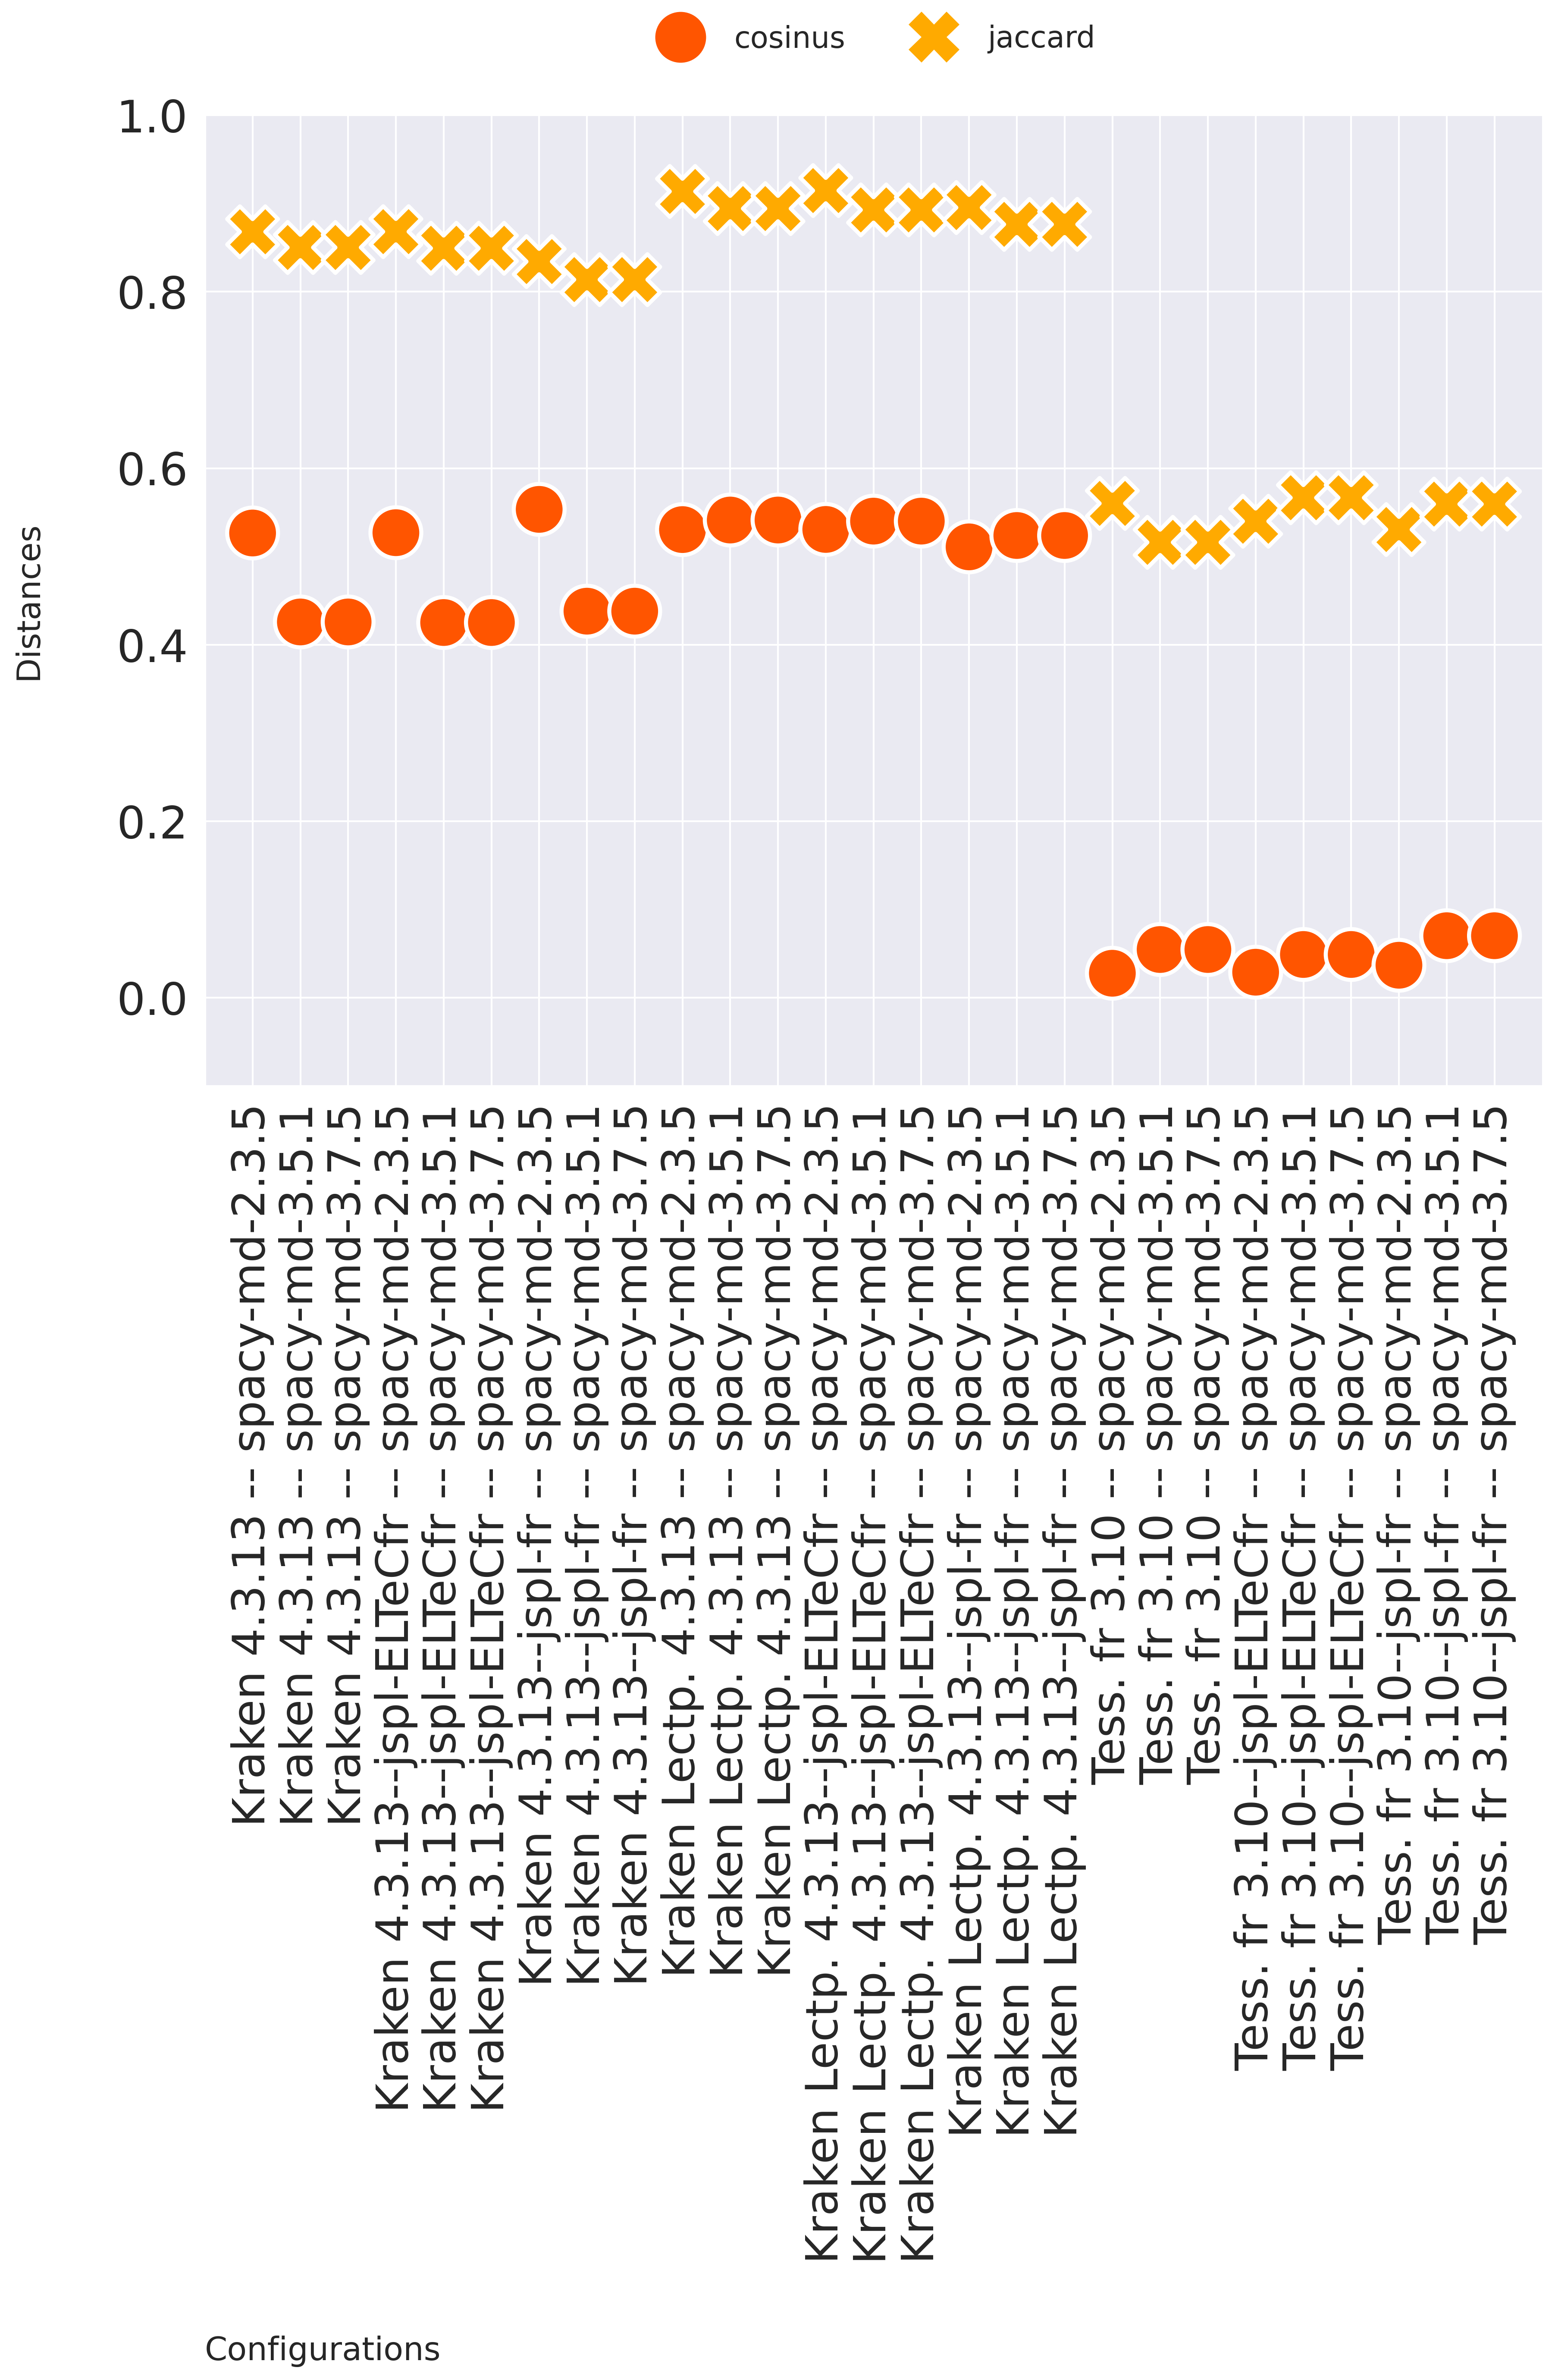 cosinus
jaccard
1.0
0.8
0.6
0.4
0.2
0.0
Distances
Kraken 4.3.13 -- spacy-md-2.3.5
Kraken 4.3.13 -- spacy-md-3.5.1
Kraken 4.3.13 -- spacy-md-3.7.5
Kraken 4.3.13--jspl-ELTeCfr -- spacy-md-2.3.5
Kraken 4.3.13--jspl-ELTeCfr -- spacy-md-3.5.1
Kraken 4.3.13--jspl-ELTeCfr -- spacy-md-3.7.5
Kraken 4.3.13--jspl-fr -- spacy-md-2.3.5
Kraken 4.3.13--jspl-fr -- spacy-md-3.5.1
Kraken 4.3.13--jspl-fr -- spacy-md-3.7.5
Kraken Lectp. 4.3.13 -- spacy-md-2.3.5
Kraken Lectp. 4.3.13 -- spacy-md-3.5.1
Kraken Lectp. 4.3.13 -- spacy-md-3.7.5
Kraken Lectp. 4.3.13--jspl-ELTeCfr -- spacy-md-2.3.5
Kraken Lectp. 4.3.13--jspl-ELTeCfr -- spacy-md-3.5.1
Kraken Lectp. 4.3.13--jspl-ELTeCfr -- spacy-md-3.7.5
Kraken Lectp. 4.3.13--jspl-fr -- spacy-md-2.3.5
Kraken Lectp. 4.3.13--jspl-fr -- spacy-md-3.5.1
Kraken Lectp. 4.3.13--jspl-fr -- spacy-md-3.7.5
Tess. fr 3.10 -- spacy-md-2.3.5
Tess. fr 3.10 -- spacy-md-3.5.1
Tess. fr 3.10 -- spacy-md-3.7.5
Tess. fr 3.10--jspl-ELTeCfr -- spacy-md-2.3.5
Tess. fr 3.10--jspl-ELTeCfr -- spacy-md-3.5.1
Tess. fr 3.10--jspl-ELTeCfr -- spacy-md-3.7.5
Tess. fr 3.10--jspl-fr -- spacy-md-2.3.5
Tess. fr 3.10--jspl-fr -- spacy-md-3.5.1
Tess. fr 3.10--jspl-fr -- spacy-md-3.7.5
Configurations